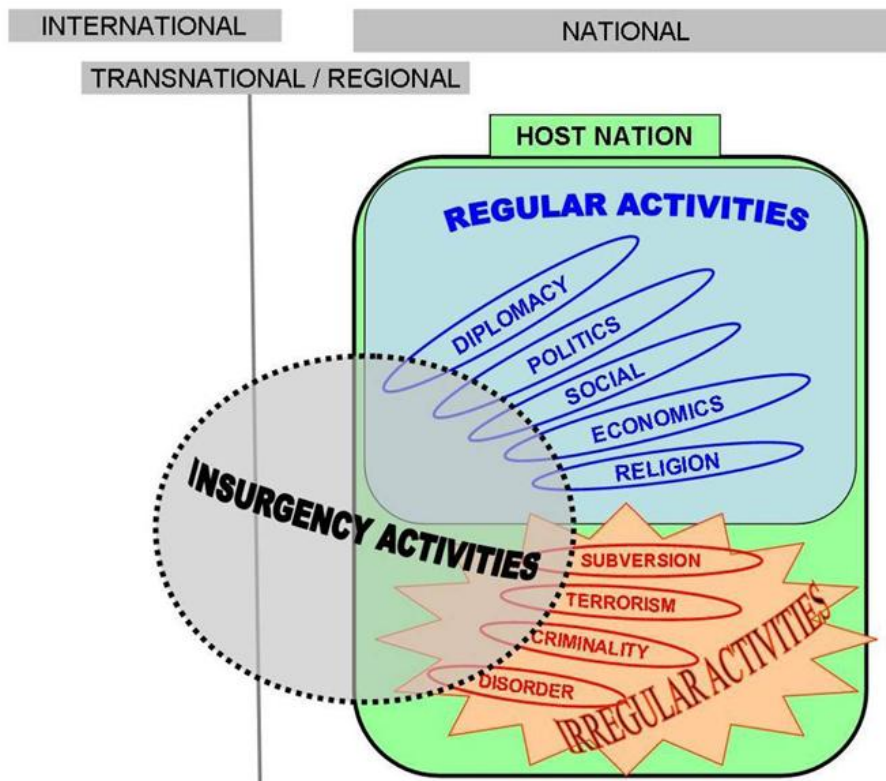 INTERNATIONAL
NATIONAL
TRANSNATIONAL / REGIONAL
HOST NATION
REGULAR ACTIVITIES
DIPLOMACY
POLITICS
SOCIAL
ECONOMICS
RELIGION
INSURGENCY ACTIVITIES
SUBVERSION
TERRORISM
CRIMINALITY
DISORDER
IRREGULAR ACTIVITIES